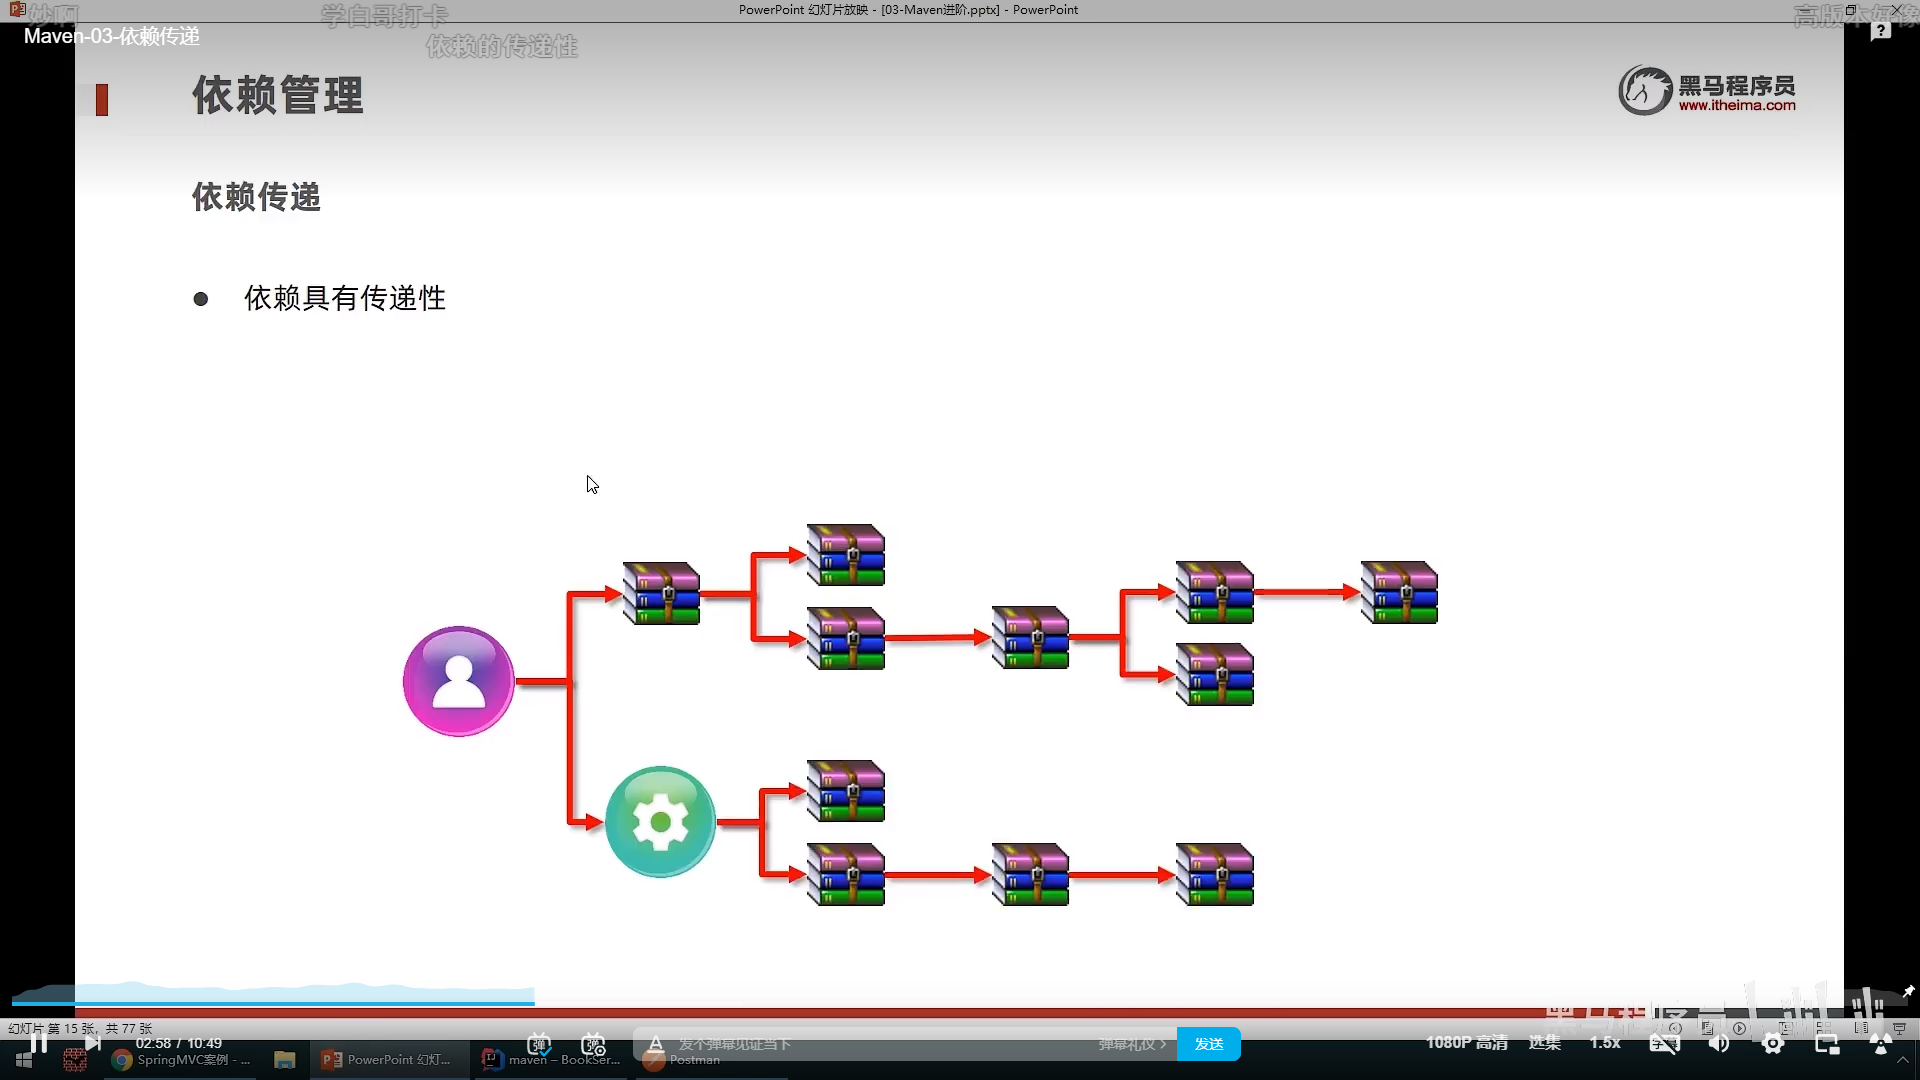 PowerPoint 幻灯片放映 - [03-Maven进阶.pptx] - PowerPoint
妙啊
学白哥打卡
高版本好像
Maven-03-依赖传递
依赖的传递性
依赖管理
黑马程序员
www.itheima.com
依赖传递
● 依赖具有传递性
幻灯片 第 15 张，共 77 张
02:58 / 10:49
发个弹幕见证当下
弹幕礼仪
发送
1080P 高清
选集
1.5x
SpringMVC案例 - ...
PowerPoint 幻灯...
maven – BookSer...
Postman